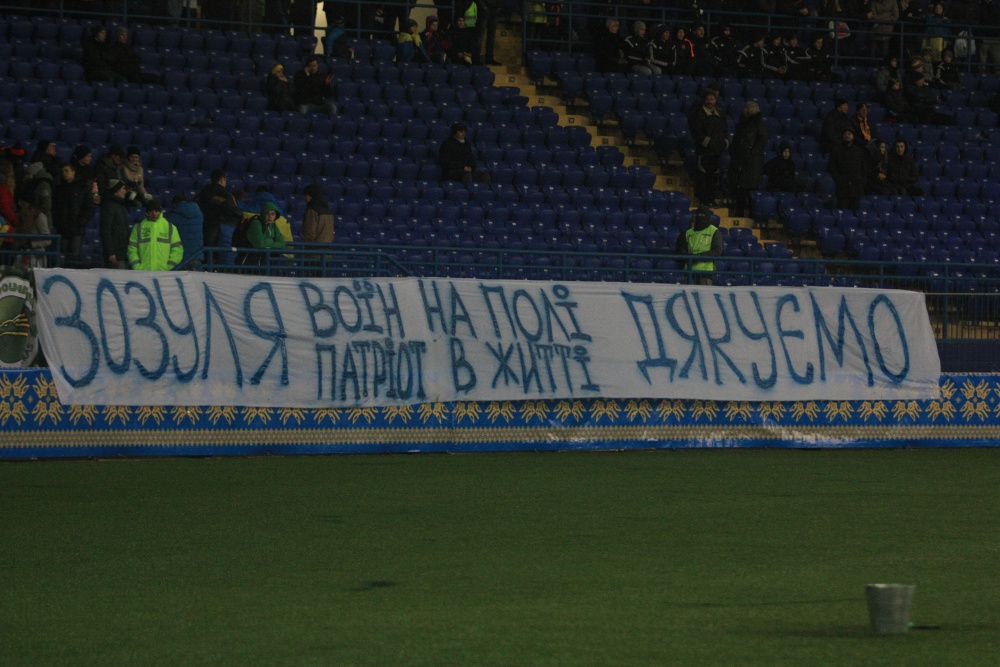 ЗОЗУЛЯ ВОЇН НА ПОЛІ ДЯКУЄМО
ПАТРІОТ В ЖИТТІ